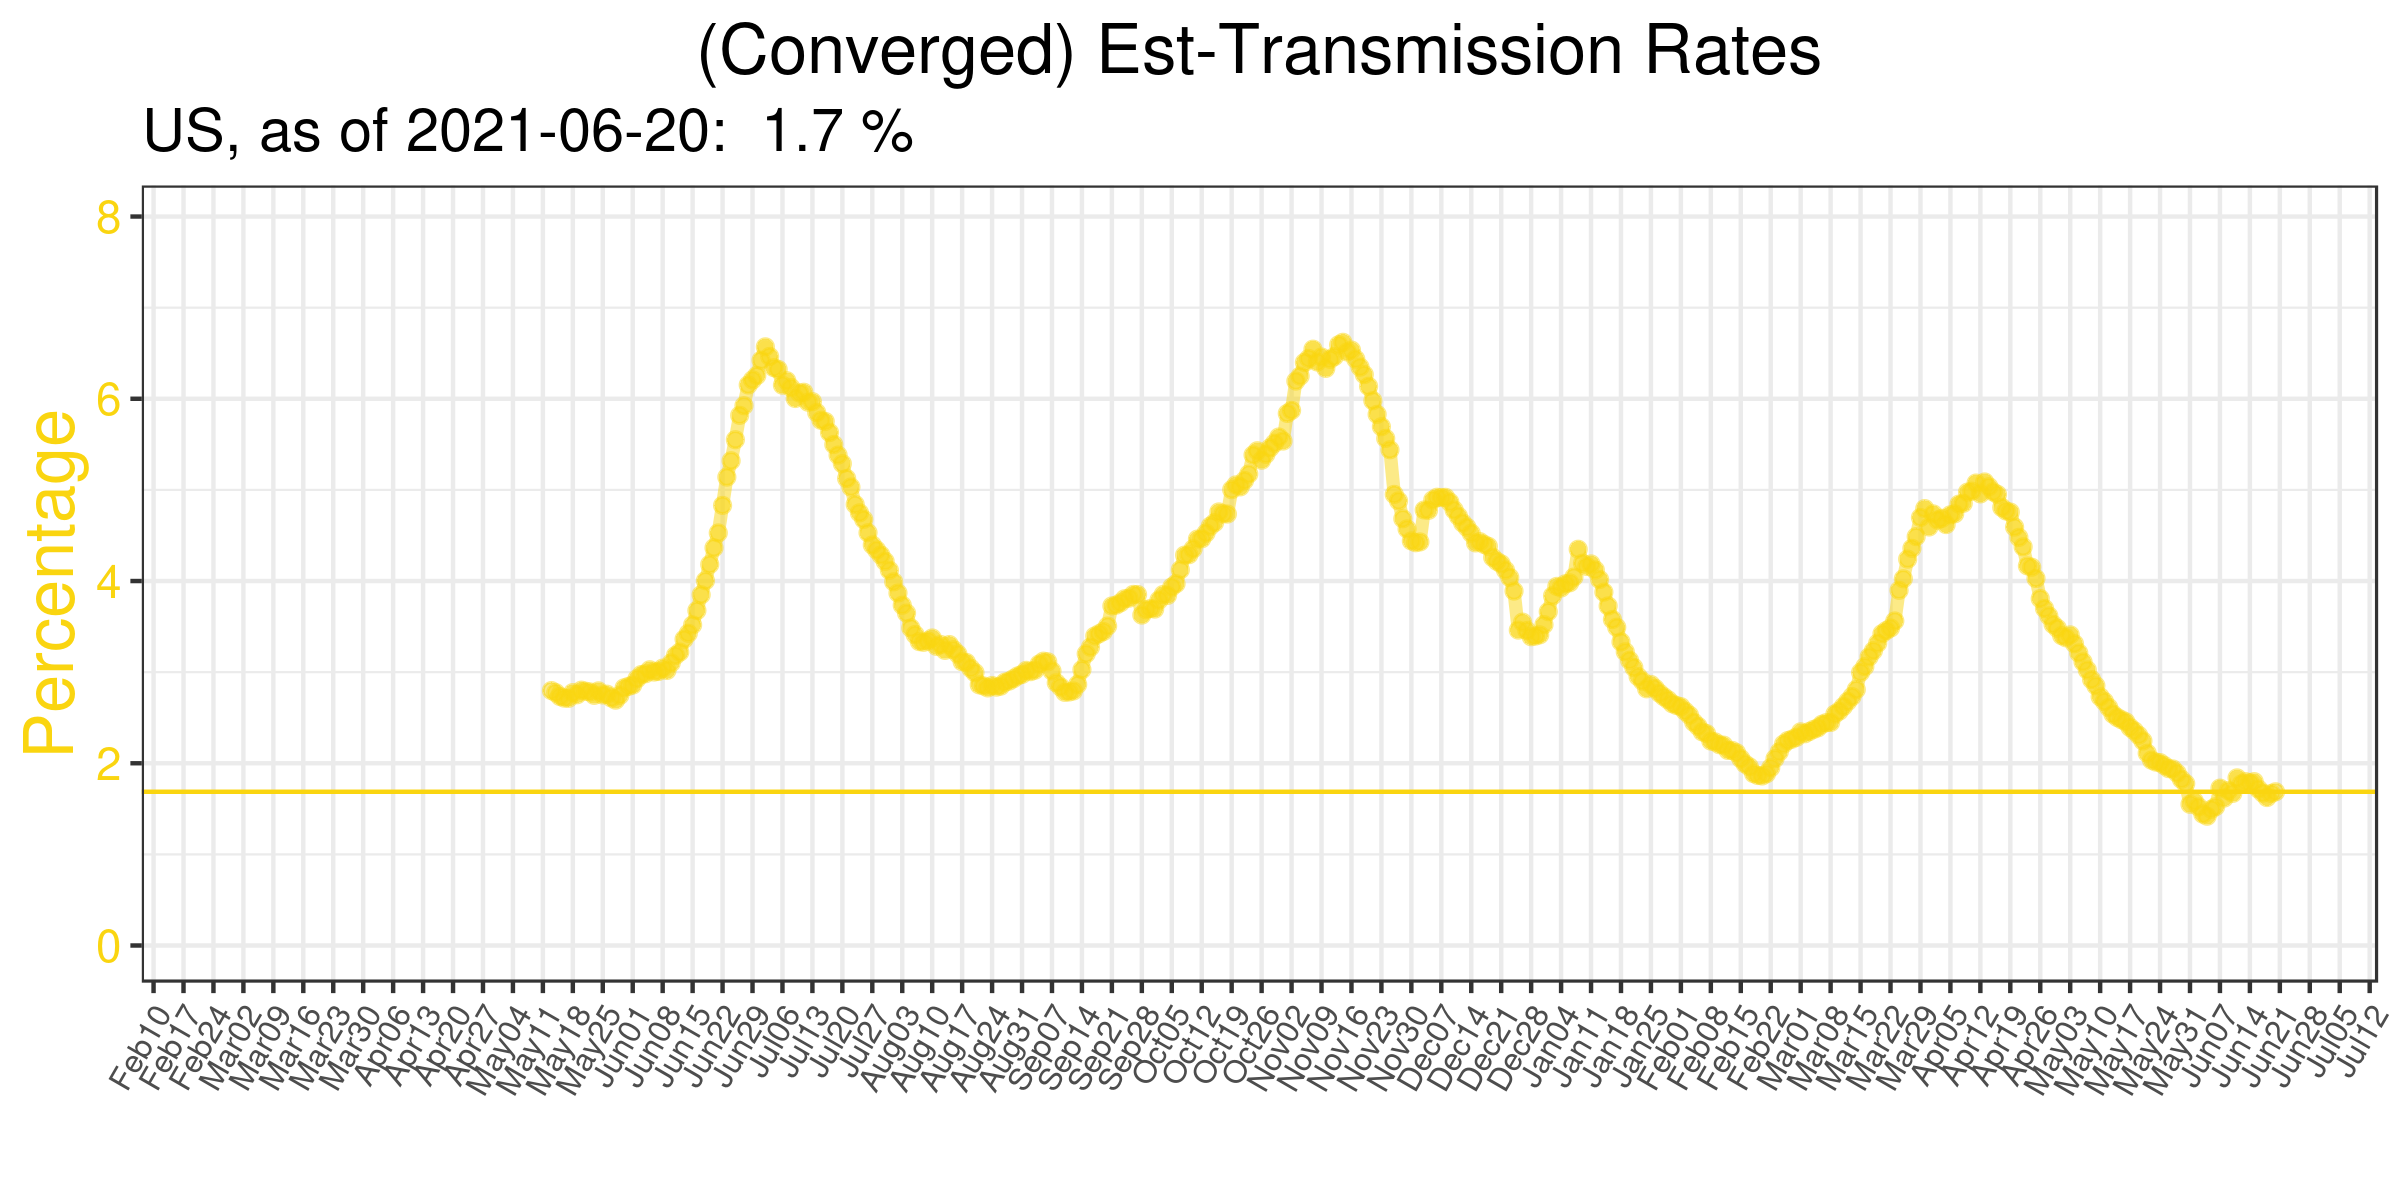 (Converged) Est-Transmission Rates
US, as of 2021-06-20:  1.7 %
Percentage
8
6
4
2
0
Feb10
Feb17
Feb24
Mar02
Mar09
Mar16
Mar23
Mar30
Apr06
Apr13
Apr20
Apr27
May04
May11
May18
May25
Jun01
Jun08
Jun15
Jun22
Jun29
Jul06
Jul13
Jul20
Jul27
Aug03
Aug10
Aug17
Aug24
Aug31
Sep07
Sep14
Sep21
Sep28
Oct05
Oct12
Oct19
Oct26
Nov02
Nov09
Nov16
Nov23
Nov30
Dec07
Dec14
Dec21
Dec28
Jan04
Jan11
Jan18
Jan25
Feb01
Feb08
Feb15
Feb22
Mar01
Mar08
Mar15
Mar22
Mar29
Apr05
Apr12
Apr19
Apr26
May03
May10
May17
May24
May31
Jun07
Jun14
Jun21
Jun28
Jul05
Jul12